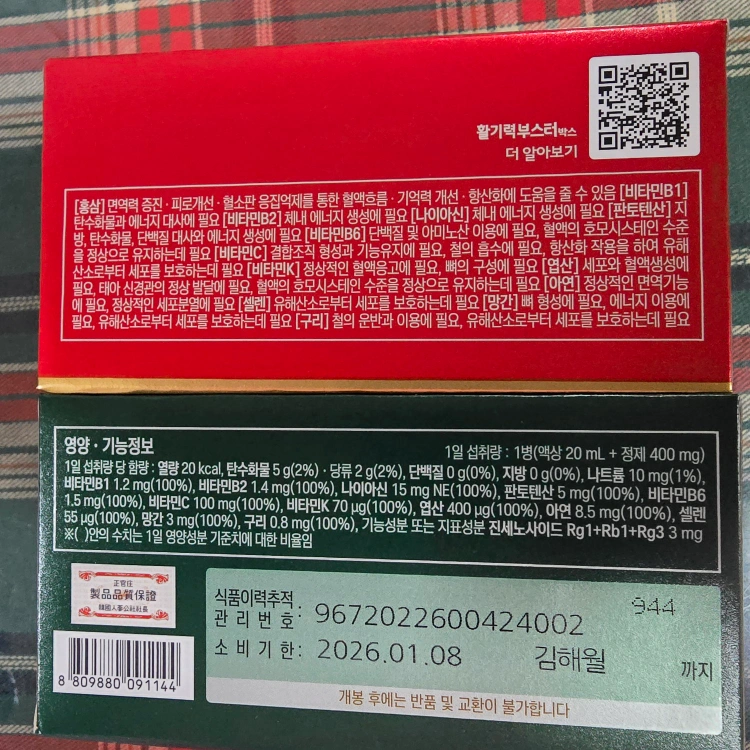 활기력부스터박스
더 알아보기
[홍삼] 면역력 증진 · 피로개선 · 혈소판 응집억제를 통한 혈액흐름 · 기억력 개선 · 항산화에 도움을 줄 수 있음 [비타민B1]
탄수화물과 에너지 대사에 필요 [비타민B2] 체내 에너지 생성에 필요 [나이아신] 체내 에너지 생성에 필요 [판토텐산] 지
방, 탄수화물, 단백질 대사와 에너지 생성에 필요 [비타민B6] 단백질 및 아미노산 이용에 필요, 혈액의 호모시스테인 수준
을 정상으로 유지하는데 필요 [비타민C] 결합조직 형성과 기능유지에 필요, 철의 흡수에 필요, 항산화 작용을 하여 유해
산소로부터 세포를 보호하는데 필요 [비타민K] 정상적인 혈액응고에 필요, 뼈의 구성에 필요 [엽산] 세포와 혈액생성에
필요, 태아 신경관의 정상 발달에 필요, 혈액의 호모시스테인 수준을 정상으로 유지하는데 필요 [아연] 정상적인 면역기능
에 필요, 정상적인 세포분열에 필요 [셀렌] 유해산소로부터 세포를 보호하는데 필요 [망간] 뼈 형성에 필요, 에너지 이용에
필요, 유해산소로부터 세포를 보호하는데 필요 [구리] 철의 운반과 이용에 필요, 유해산소로부터 세포를 보호하는데 필요
영양 · 기능정보
1일 섭취량 : 1병(액상 20 mL + 정제 400 mg)
1일 섭취량 당 함량 : 열량 20 kcal, 탄수화물 5 g(2%) · 당류 2 g(2%), 단백질 0 g(0%), 지방 0 g(0%), 나트륨 10 mg(1%),
비타민B1 1.2 mg(100%), 비타민B2 1.4 mg(100%), 나이아신 15 mg NE(100%), 판토텐산 5 mg(100%), 비타민B6
1.5 mg(100%), 비타민C 100 mg(100%), 비타민K 70 μg(100%), 엽산 400 μg(100%), 아연 8.5 mg(100%), 셀렌
55 μg(100%), 망간 3 mg(100%), 구리 0.8 mg(100%), 기능성분 또는 지표성분 진세노사이드 Rg1+Rb1+Rg3 3 mg
※( )안의 수치는 1일 영양성분 기준치에 대한 비율임
正官庄
製品品質保證
韓國人蔘公社社長
8 809880 091144
식품이력추적
관리번호: 9672022600424002
944
소비기한: 2026.01.08 김해월 까지
개봉 후에는 반품 및 교환이 불가합니다